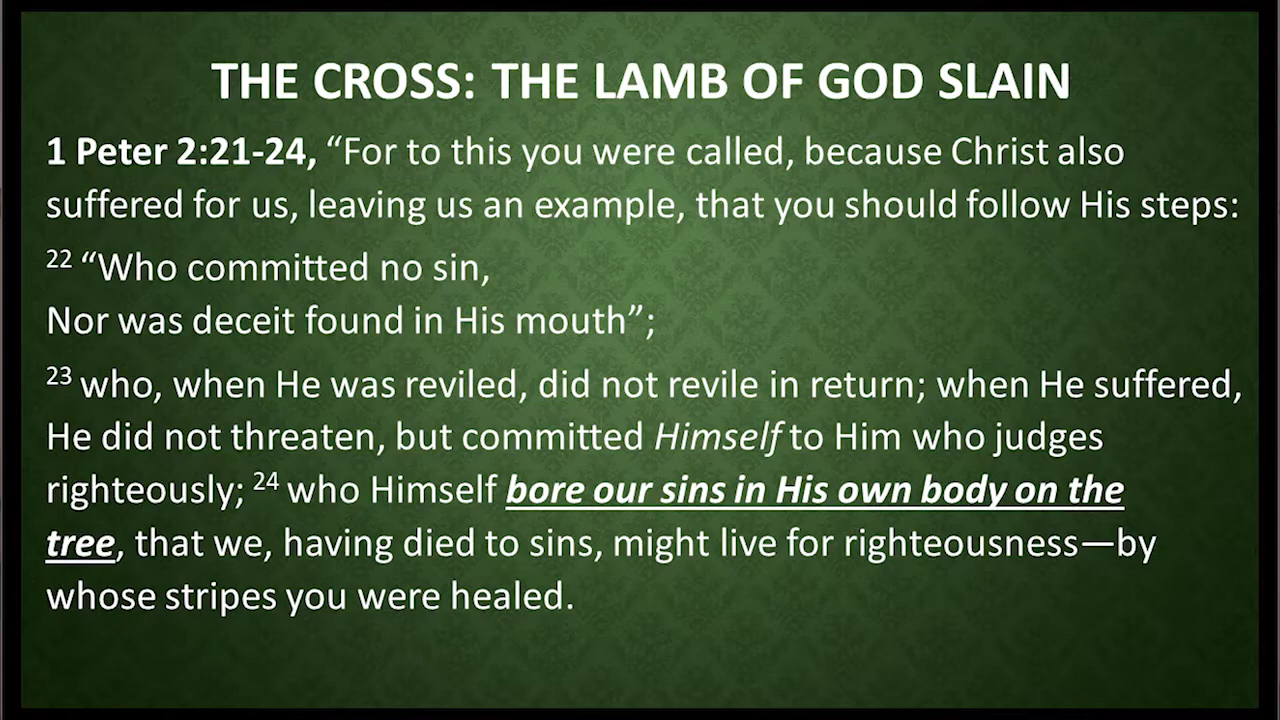 THE CROSS: THE LAMB OF GOD SLAIN
1 Peter 2:21-24, “For to this you were called, because Christ also
suffered for us, leaving us an example, that you should follow His steps:
22 “Who committed no sin,
Nor was deceit found in His mouth”;
23 who, when He was reviled, did not revile in return; when He suffered,
He did not threaten, but committed Himself to Him who judges
righteously; 24 who Himself bore our sins in His own body on the
tree, that we, having died to sins, might live for righteousness—by
whose stripes you were healed.